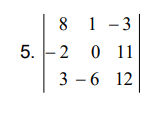 8 1 – 3
5. – 2 0 11
3 – 6 12